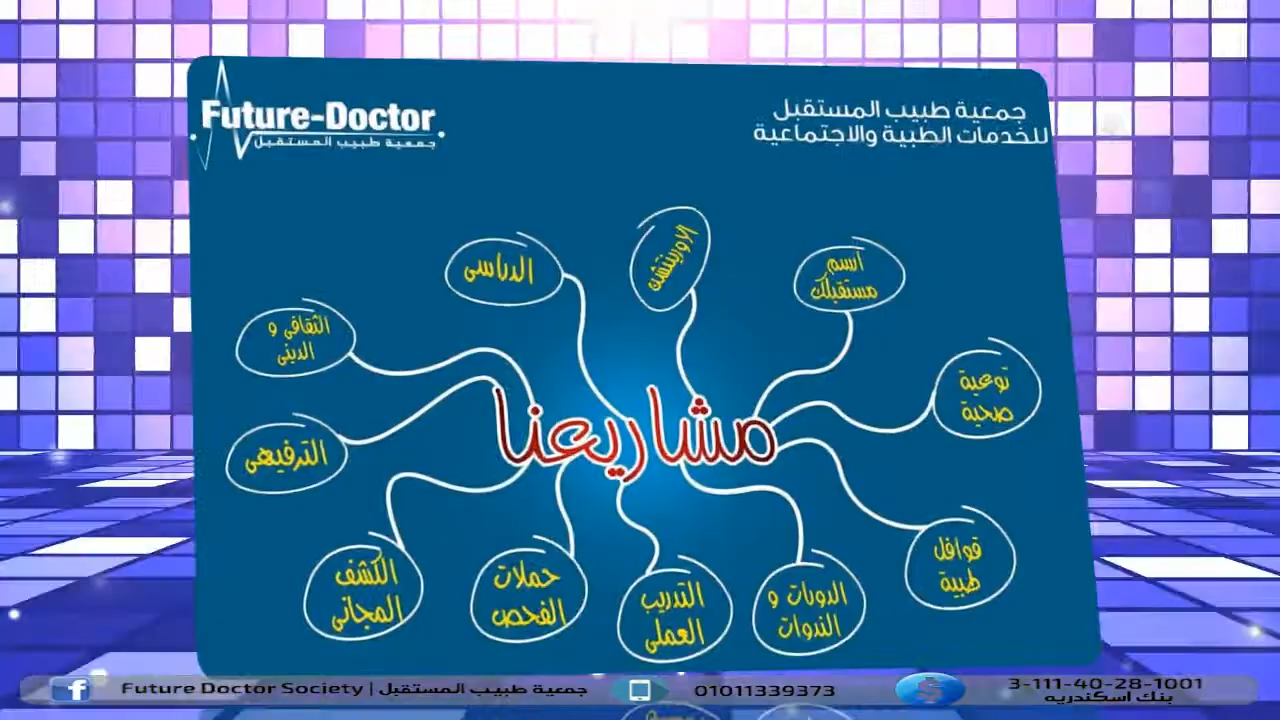 Future-Doctor
جمعية طبيب المستقبل
جمعية طبيب المستقبل
للخدمات الطبية والاجتماعية
الاورينتشن
ارسم
مستقبلك
الدراسى
توعية
صحية
الثقافى و
الدينى
مشاريعنا
الترفيهى
قوافل
طبية
الكشف
المجانى
حملات
الفحص
التدريب
العملى
الدورات و
الندوات
Future Doctor Society | جمعية طبيب المستقبل
01011339373
3-111-40-28-1001
بنك اسكندريه